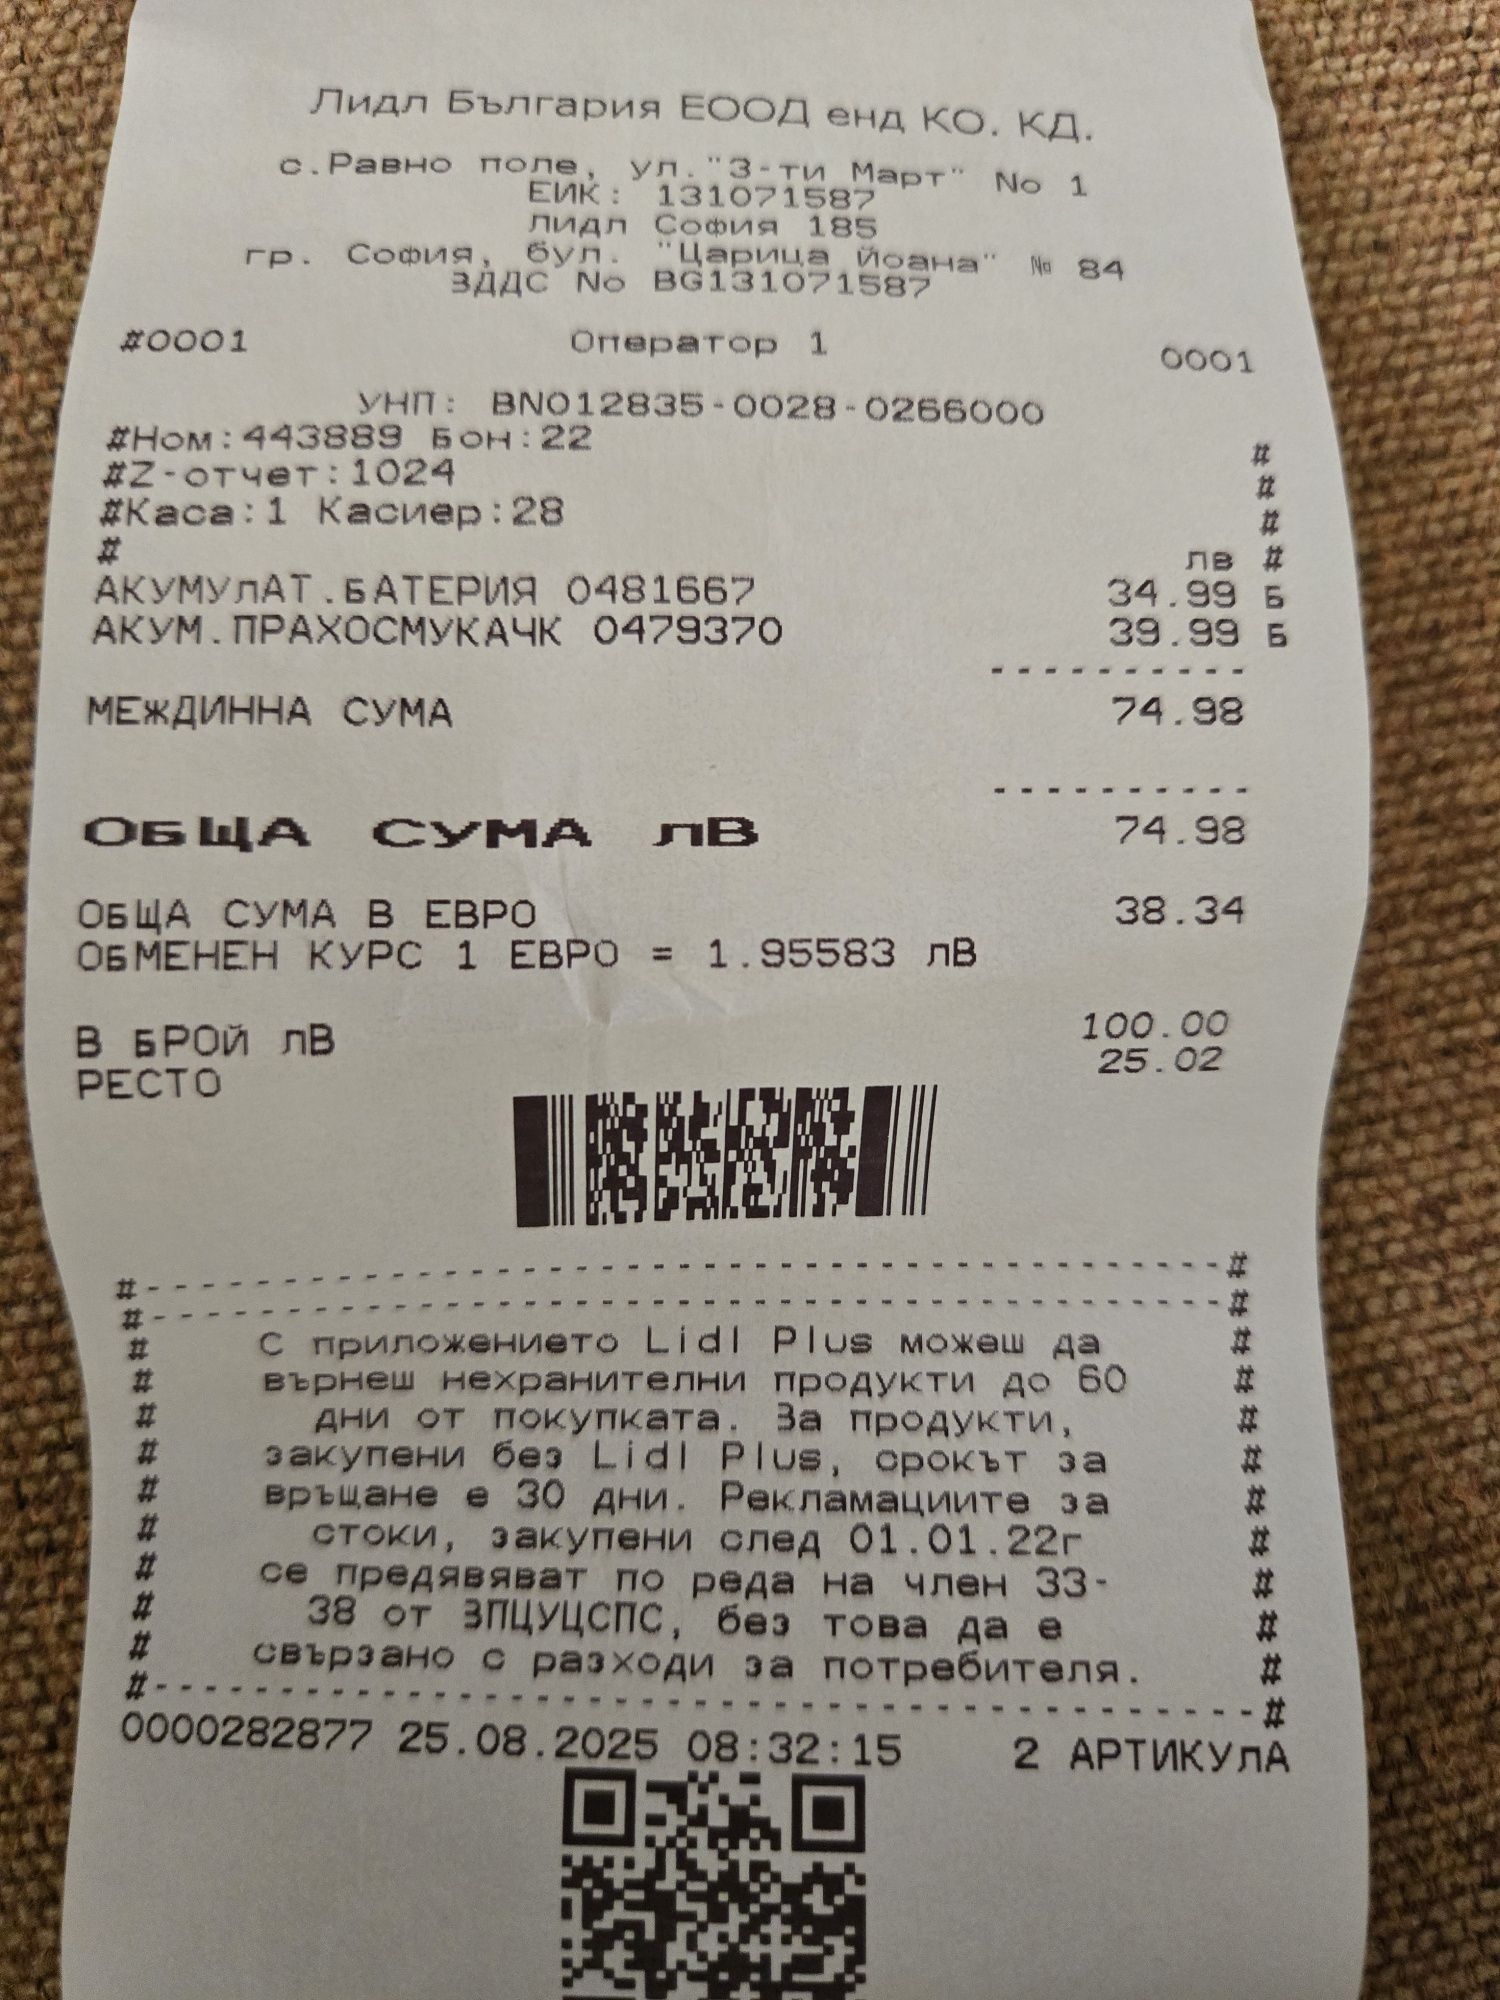 Лидл България ЕООД енд КО. КД.
с.Равно поле, ул."3-ти Март" No 1
ЕИК: 131071587
Лидл София 185
гр. София, бул. "Царица Йоана" № 84
ЗДДС No BG131071587
#0001 Оператор 1 0001
УНП: BN012835-0028-0266000
#Ном:443889 Бон:22 #
#Z-отчет:1024 #
#Каса:1 Касиер:28 #
# лв #
АКУМУЛАТ.БАТЕРИЯ 0481667 34.99 Б
АКУМ.ПРАХОСМУКАЧК 0479370 39.99 Б
----------
МЕЖДИННА СУМА 74.98
----------
ОБЩА СУМА ЛВ 74.98
ОБЩА СУМА В ЕВРО 38.34
ОБМЕНЕН КУРС 1 ЕВРО = 1.95583 ЛВ
В БРОЙ ЛВ 100.00
РЕСТО 25.02
#----------------------------------------#
#----------------------------------------#
# С приложението Lidl Plus можеш да #
# върнеш нехранителни продукти до 60 #
# дни от покупката. За продукти, #
# закупени без Lidl Plus, срокът за #
# връщане е 30 дни. Рекламациите за #
# стоки, закупени след 01.01.22г #
# се предявяват по реда на член 33- #
# 38 от ЗПЦУЦСПС, без това да е #
# свързано с разходи за потребителя. #
#----------------------------------------#
0000282877 25.08.2025 08:32:15 2 АРТИКУЛА